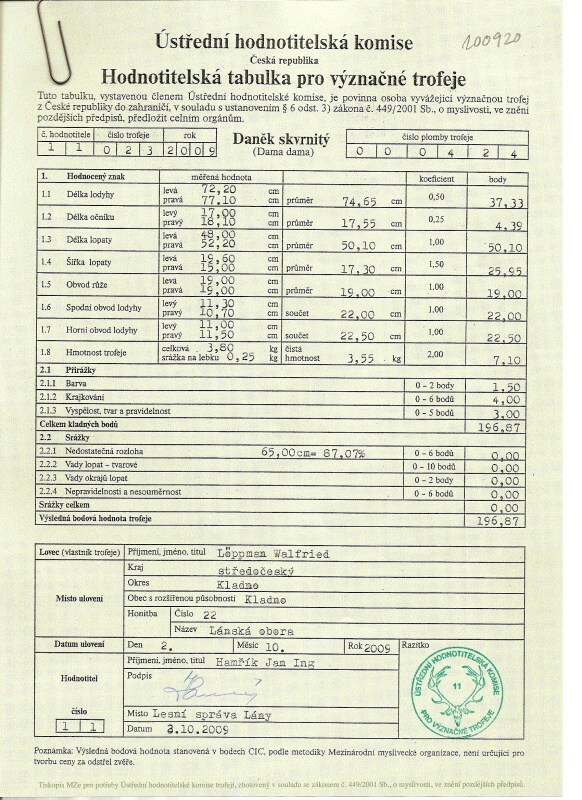 100920
Ústřední hodnotitelská komise
Česká republika
Hodnotitelská tabulka pro význačné trofeje
Tuto tabulku, vystavenou členem Ústřední hodnotitelské komise, je povinna osoba vyvážející význačnou trofej
z České republiky do zahraničí, v souladu s ustanovením § 6 odst. 3) zákona č. 449/2001 Sb., o myslivosti, ve znění
pozdějších předpisů, předložit celním orgánům.
č. hodnotitele číslo trofeje rok Daněk skvrnitý číslo plomby trofeje
1 1 0 2 3 2 0 0 9 (Dama dama) 0 0 0 4 2 4
1. Hodnocený znak měřená hodnota koeficient body
1.1 Délka lodyhy levá 72,20 cm
pravá 77.10 cm průměr 74,65 cm 0,50 37,33
1.2 Délka očníku levý 17,00 cm
pravý 18,10 cm průměr 17,55 cm 0,25 4.39
1.3 Délka lopaty levá 48,00 cm
pravá 52,20 cm průměr 50,10 cm 1,00 50,10
1.4 Šířka lopaty levá 19,60 cm
pravá 15,00 cm průměr 17,30 cm 1,50 25,95
1.5 Obvod růže levá 19,00 cm
pravá 19,00 cm průměr 19,00 cm 1,00 19,00
1.6 Spodní obvod lodyhy levý 11,30 cm
pravý 10,70 cm součet 22,00 cm 1,00 22,00
1.7 Horní obvod lodyhy levý 11,00 cm
pravý 11,50 cm součet 22,50 cm 1,00 22,50
1.8 Hmotnost trofeje celková 3,80 kg čistá
srážka na lebku 0,25 kg hmotnost 3,55 kg 2,00 7,10
2.1 Přirážky
2.1.1 Barva 0 – 2 body 1,50
2.1.2 Krajkování 0 – 6 bodů 4,00
2.1.3 Vyspělost, tvar a pravidelnost 0 – 5 bodů 3,00
Celkem kladných bodů 196,87
2.2 Srážky
2.2.1 Nedostatečná rozloha 65,00cm= 87,07% 0 – 6 bodů 0,00
2.2.2 Vady lopat – tvarové 0 – 10 bodů 0,00
2.2.3 Vady okrajů lopat 0 – 2 body 0,00
2.2.4 Nepravidelnosti a nesouměrnost 0 – 6 bodů 0,00
Srážky celkem 0,00
Výsledná bodová hodnota trofeje 196,87
Lovec (vlastník trofeje) Příjmení, jméno, titul Löppman Walfried
Kraj středočeský
Okres Kladno
Místo ulovení Obec s rozšířenou působností Kladno
Honitba Číslo 22
Název Lánská obora
Datum ulovení Den 2. Měsíc 10. Rok 2009 Razítko
Příjmení, jméno, titul Hamřík Jan Ing
Hodnotitel Podpis
číslo Místo Lesní správa Lány
1 1 Datum 3.10.2009
ÚSTŘEDNÍ HODNOTITELSKÁ KOMISE
11
PRO VÝZNAČNÉ TROFEJE
Poznámka: Výsledná bodová hodnota stanovená v bodech CIC, podle metodiky Mezinárodní myslivecké organizace, není určující pro
tvorbu ceny za odstřel zvěře.
Tiskopis MZe pro potřeby Ústřední hodnotitelské komise trofejí, zhotovený v souladu se zákonem č. 449/2001 Sb., o myslivosti, ve znění pozdějších předpisů.